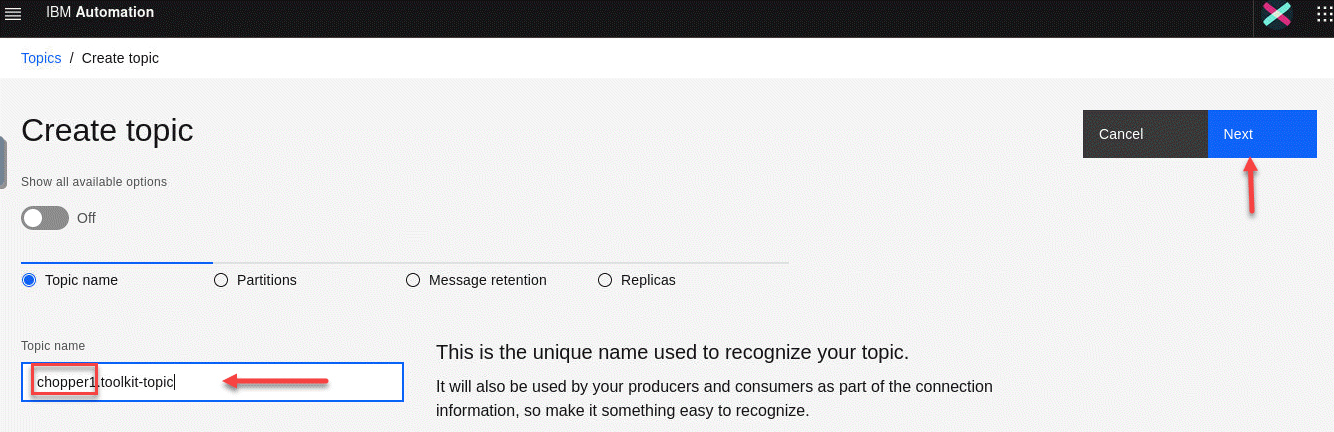 IBM Automation
Topics / Create topic
Create topic
Cancel
Next
Show all available options
Off
Topic name
Partitions
Message retention
Replicas
Topic name
chopper1.toolkit-topic
This is the unique name used to recognize your topic.
It will also be used by your producers and consumers as part of the connection
information, so make it something easy to recognize.